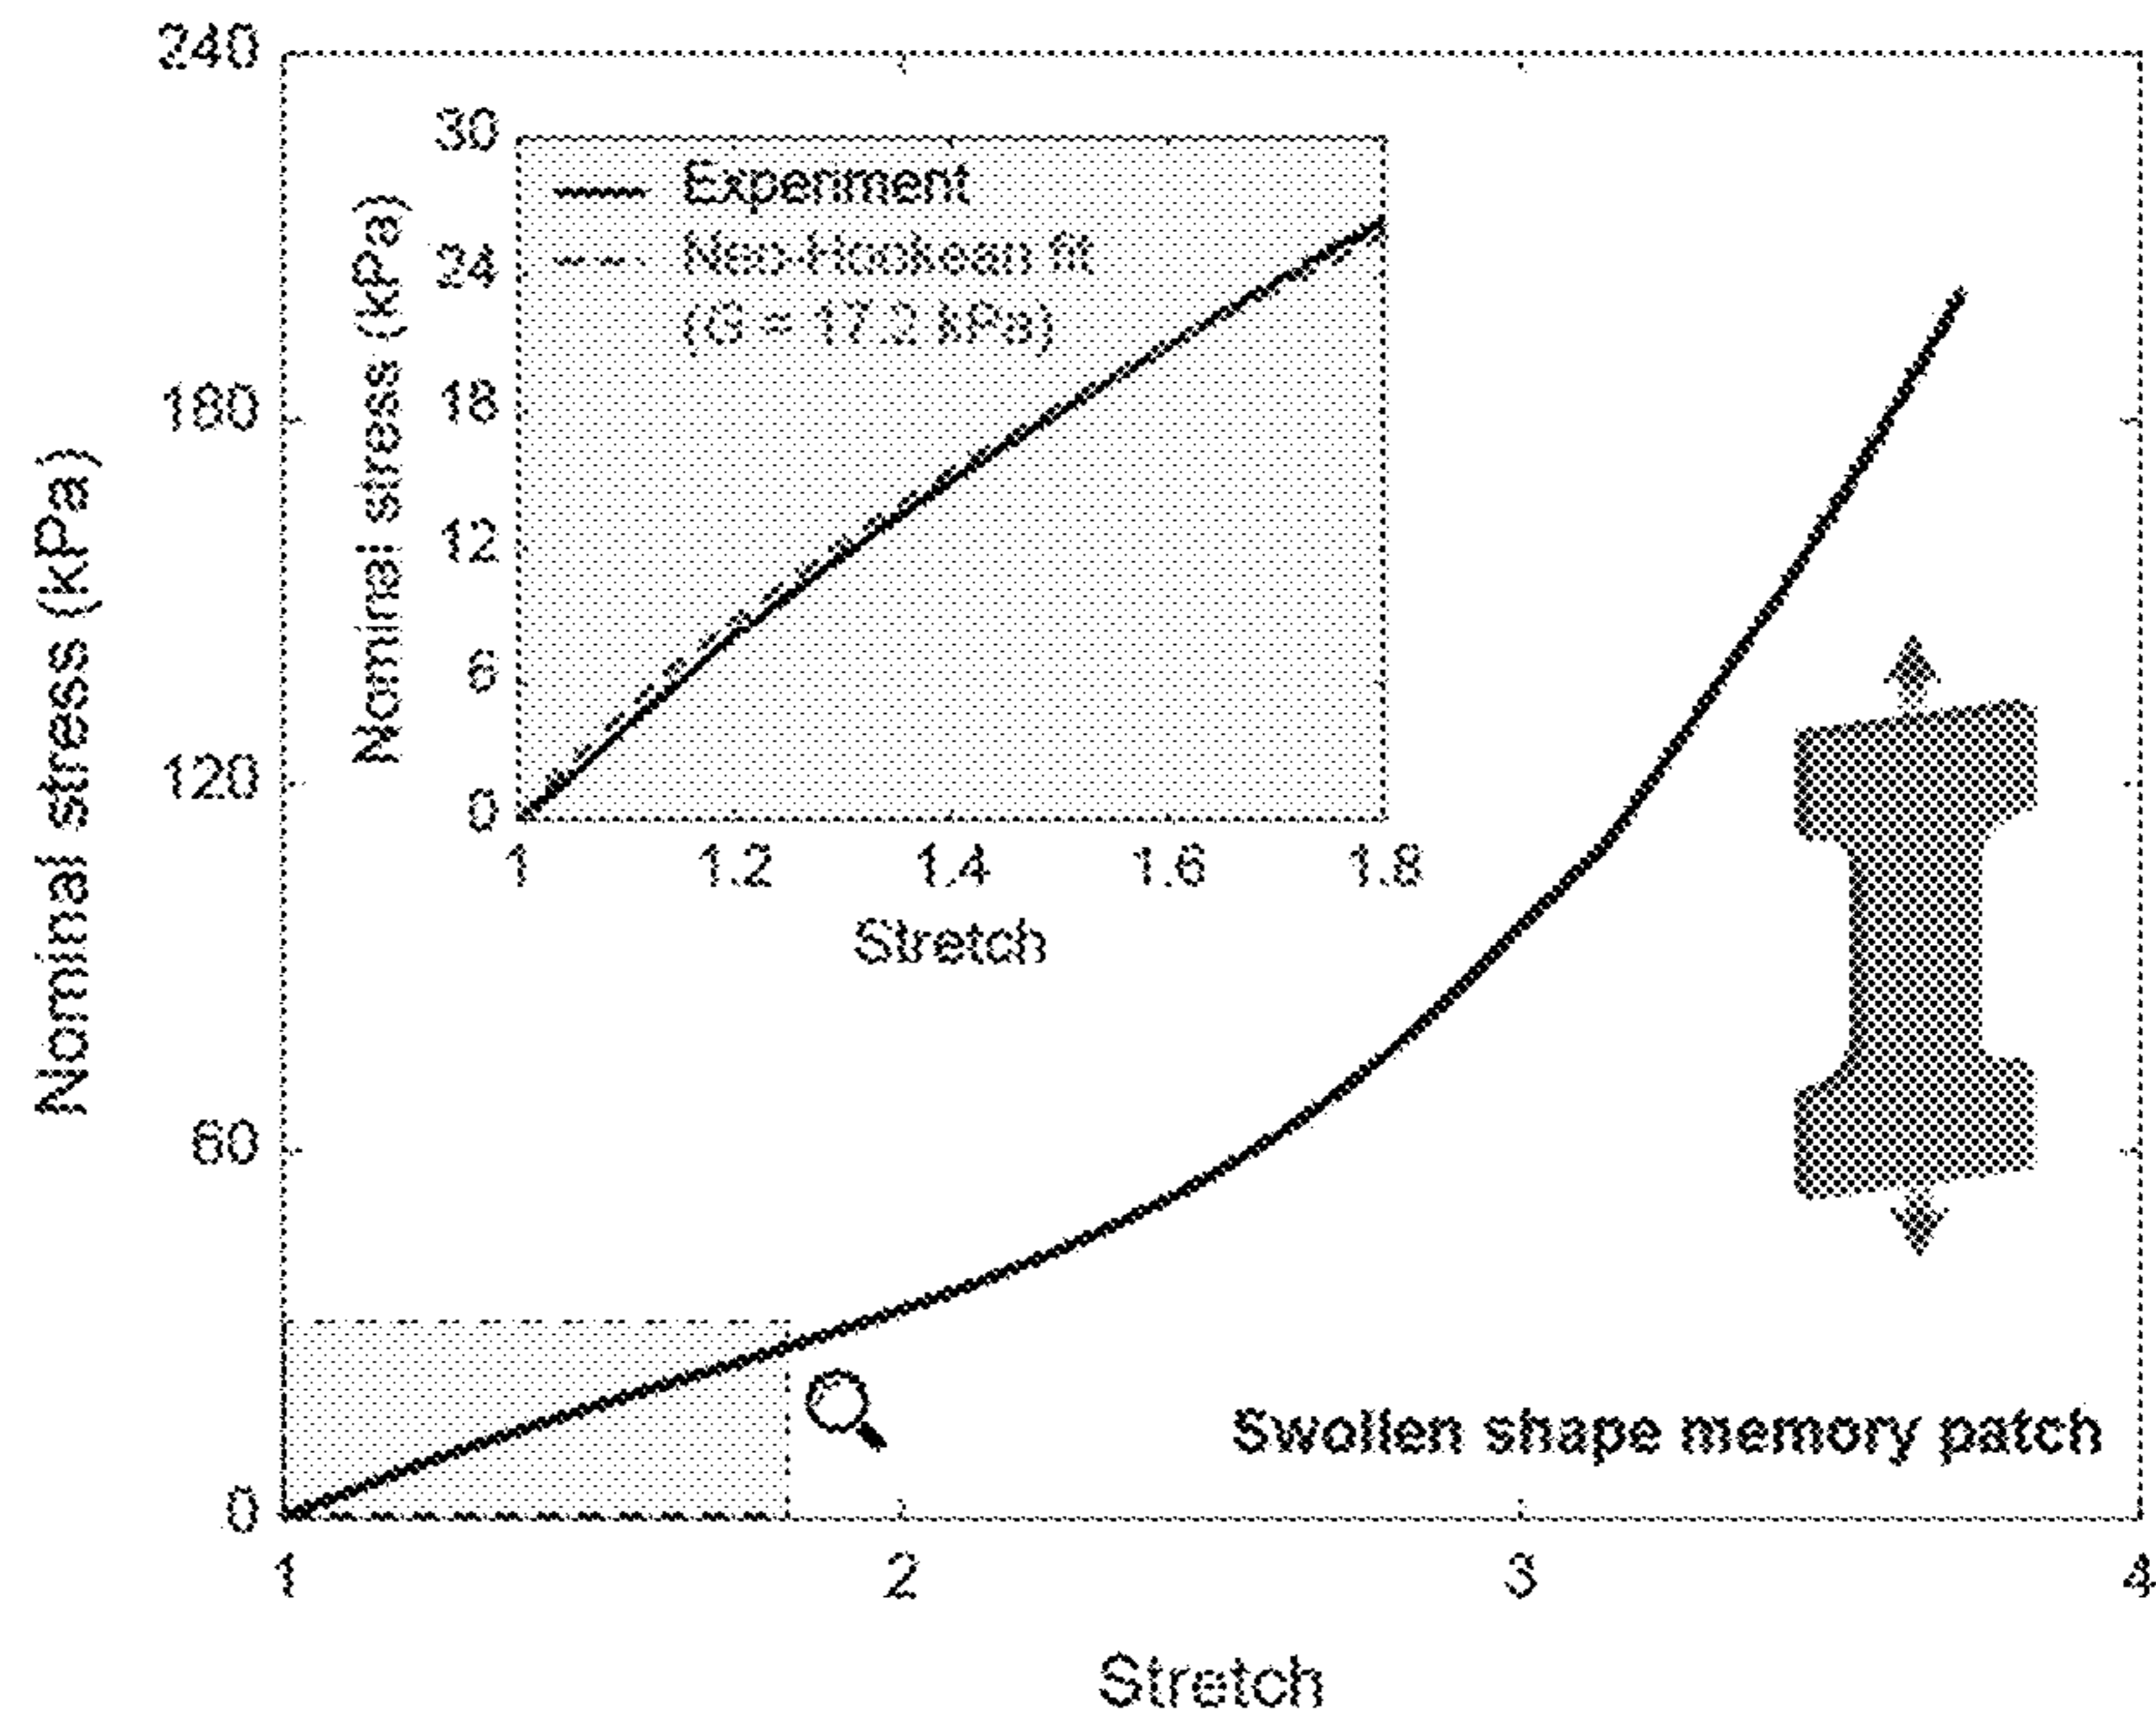 Nominal stress (kPa)
240
180
120
60
0
Nominal stress (kPa)
30
24
18
12
6
0
Experiment
Neo-Hookean fit
(G = 17.2 kPa)
1 1.2 1.4 1.6 1.8
Stretch
Swollen shape memory patch
1 2 3 4
Stretch